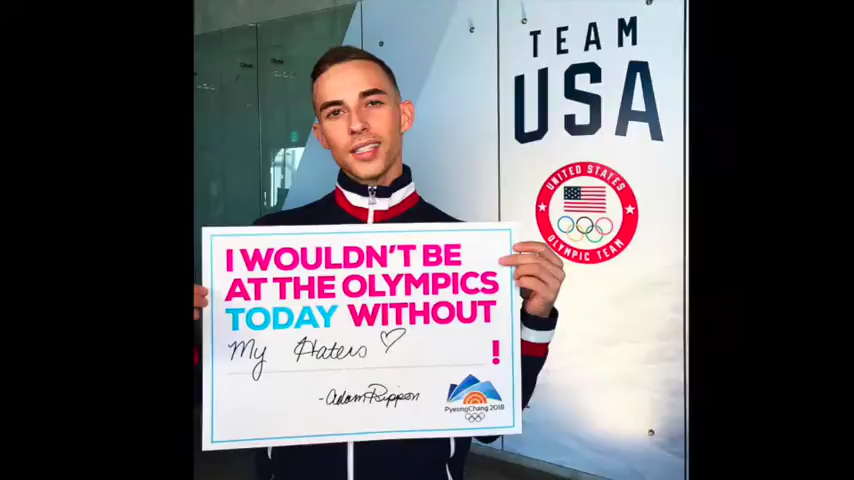 TEAM
USA
UNITED STATES
OLYMPIC TEAM
I WOULDN'T BE
AT THE OLYMPICS
TODAY WITHOUT
My Haters ♡
!
-Adam Rippon
PyeongChang 2018